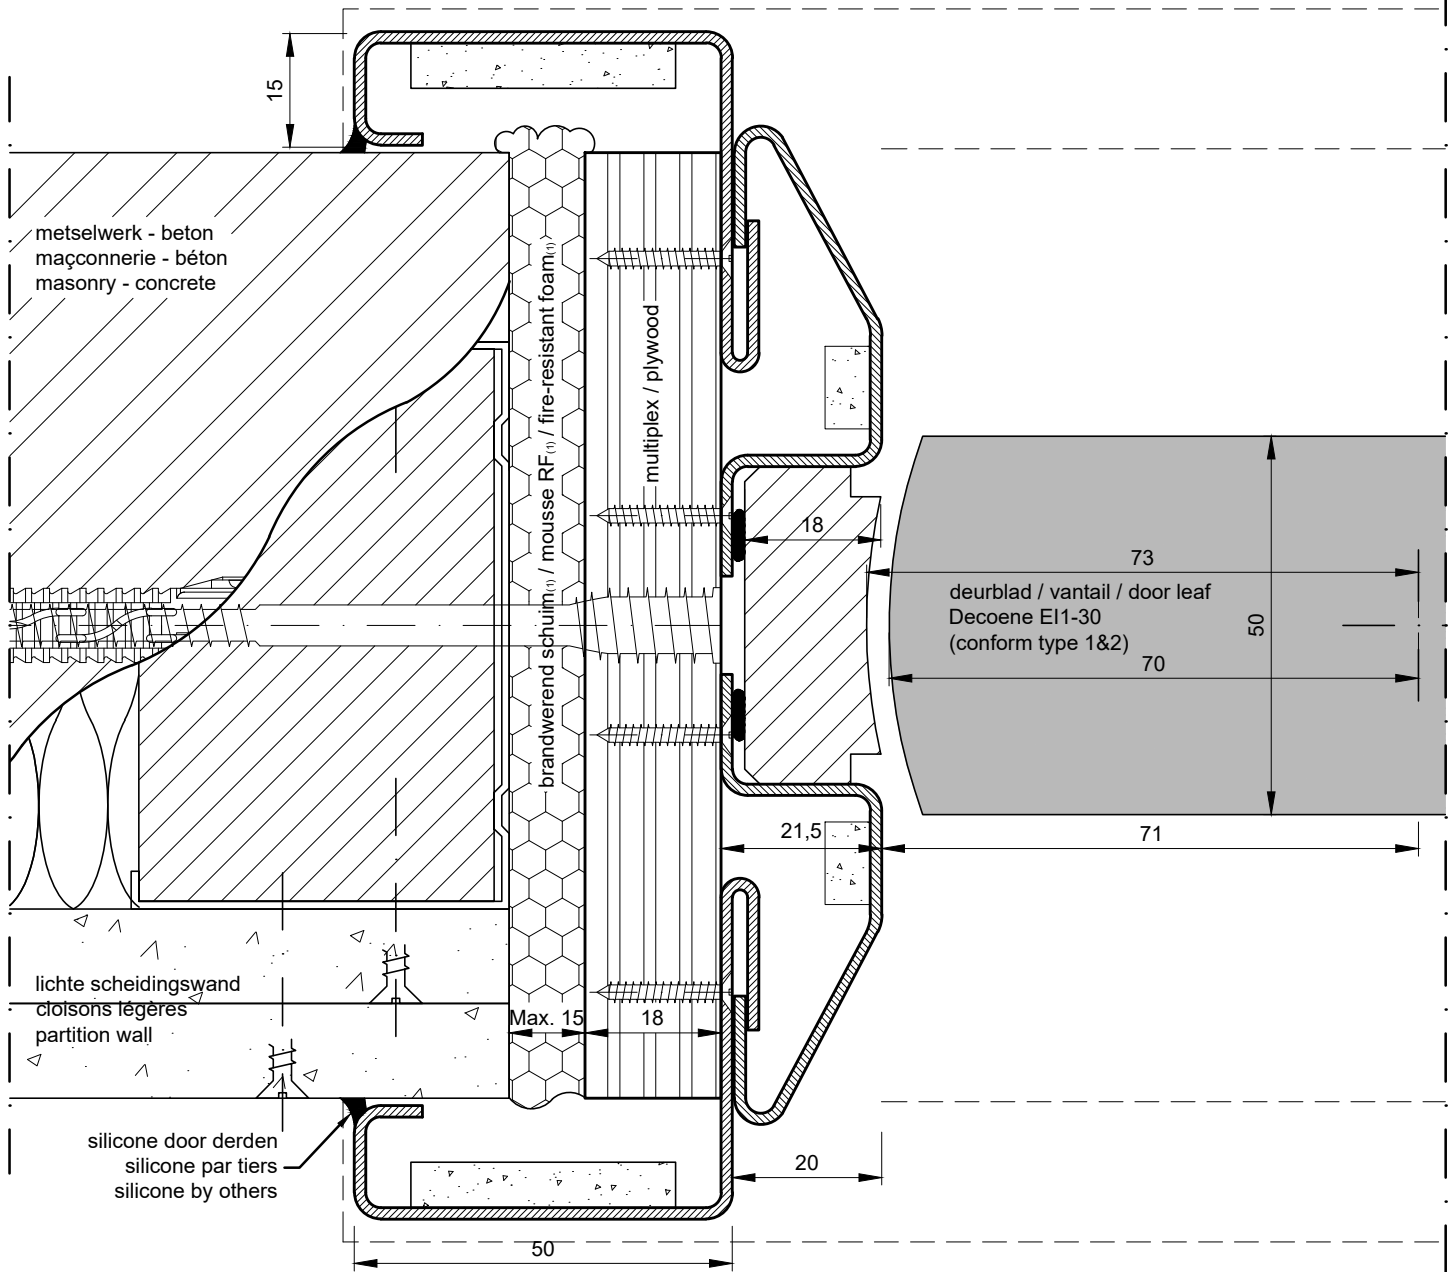 15
metselwerk - beton
maçconnerie - béton
masonry - concrete
brandwerend schuim(1) / mousse RF(1) / fire-resistant foam(1)
multiplex / plywood
18
73
deurblad / vantail / door leaf
Decoene EI1-30
(conform type 1&2)
50
70
21,5
71
lichte scheidingswand
cloisons légères
partition wall
Max. 15
18
silicone door derden
silicone par tiers
silicone by others
20
50